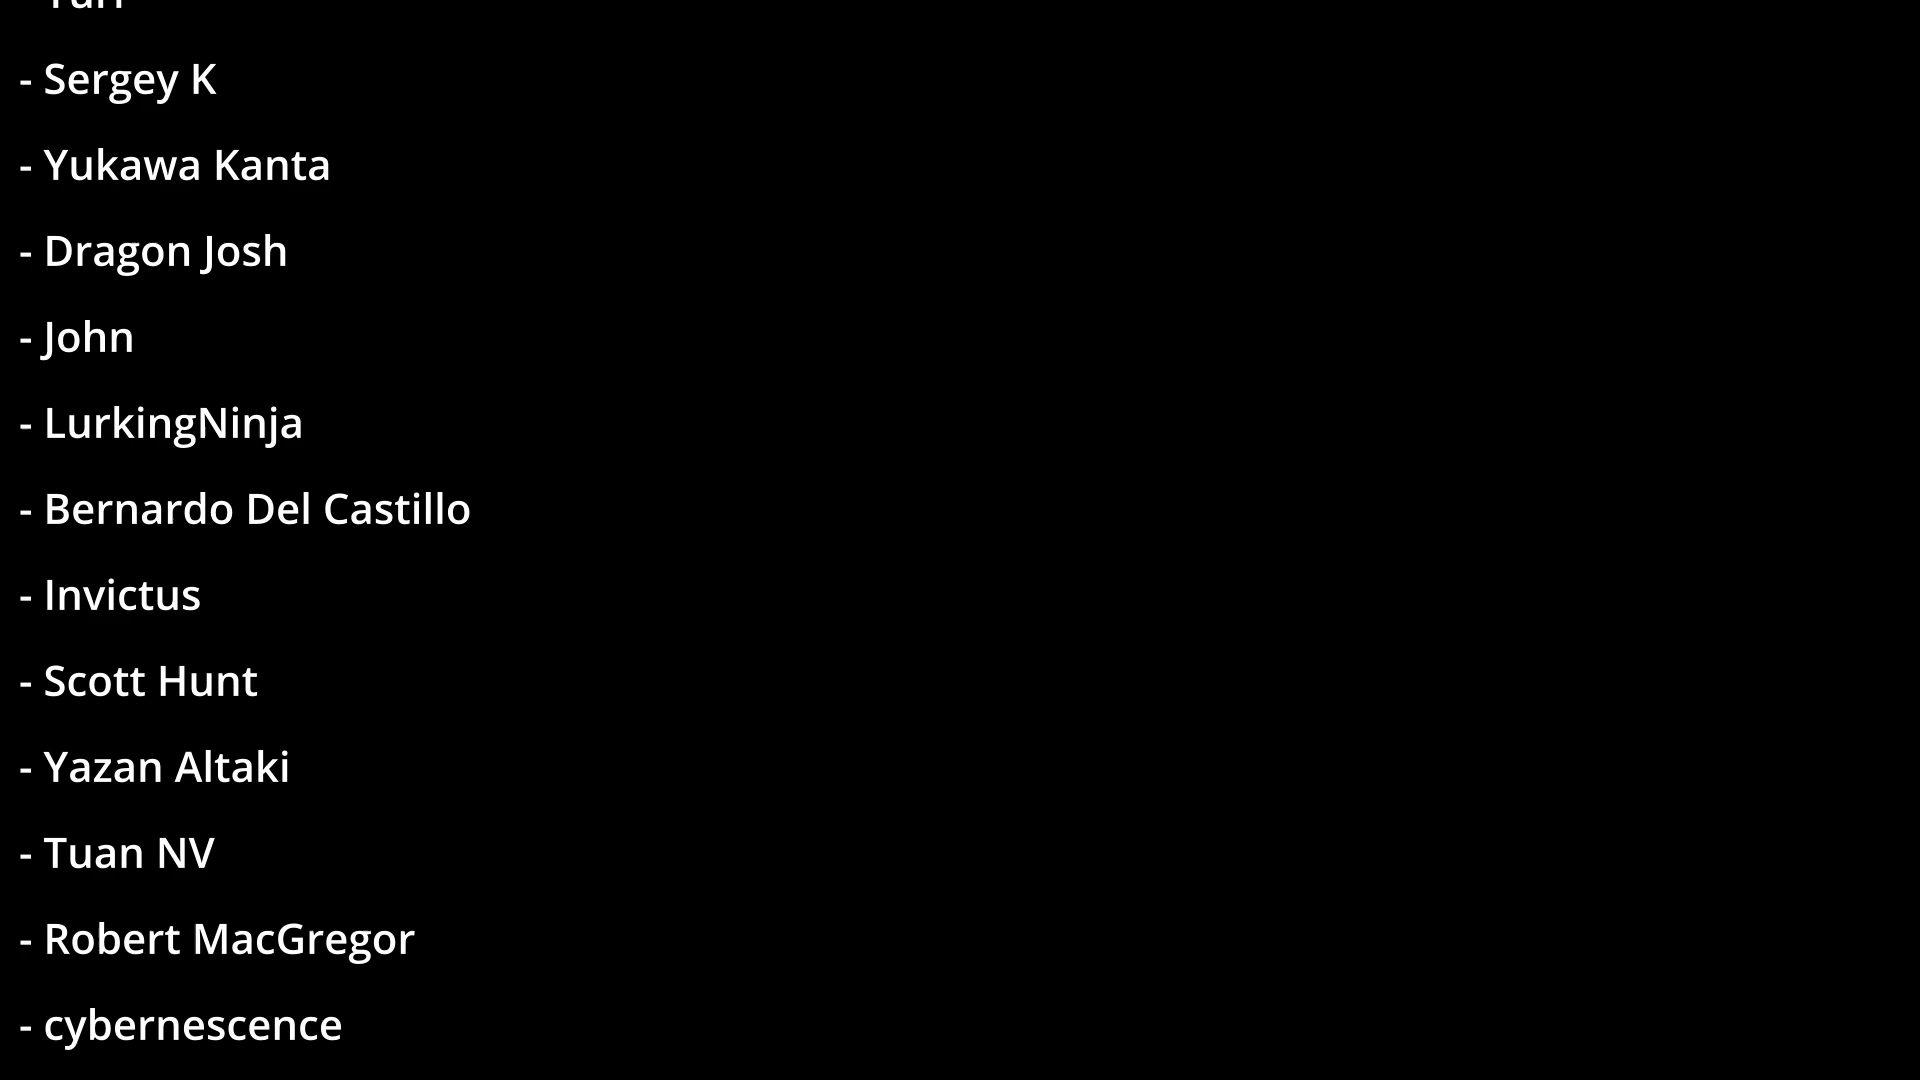 - Sergey K
- Yukawa Kanta
- Dragon Josh
- John
- LurkingNinja
- Bernardo Del Castillo
- Invictus
- Scott Hunt
- Yazan Altaki
- Tuan NV
- Robert MacGregor
- cybernescence